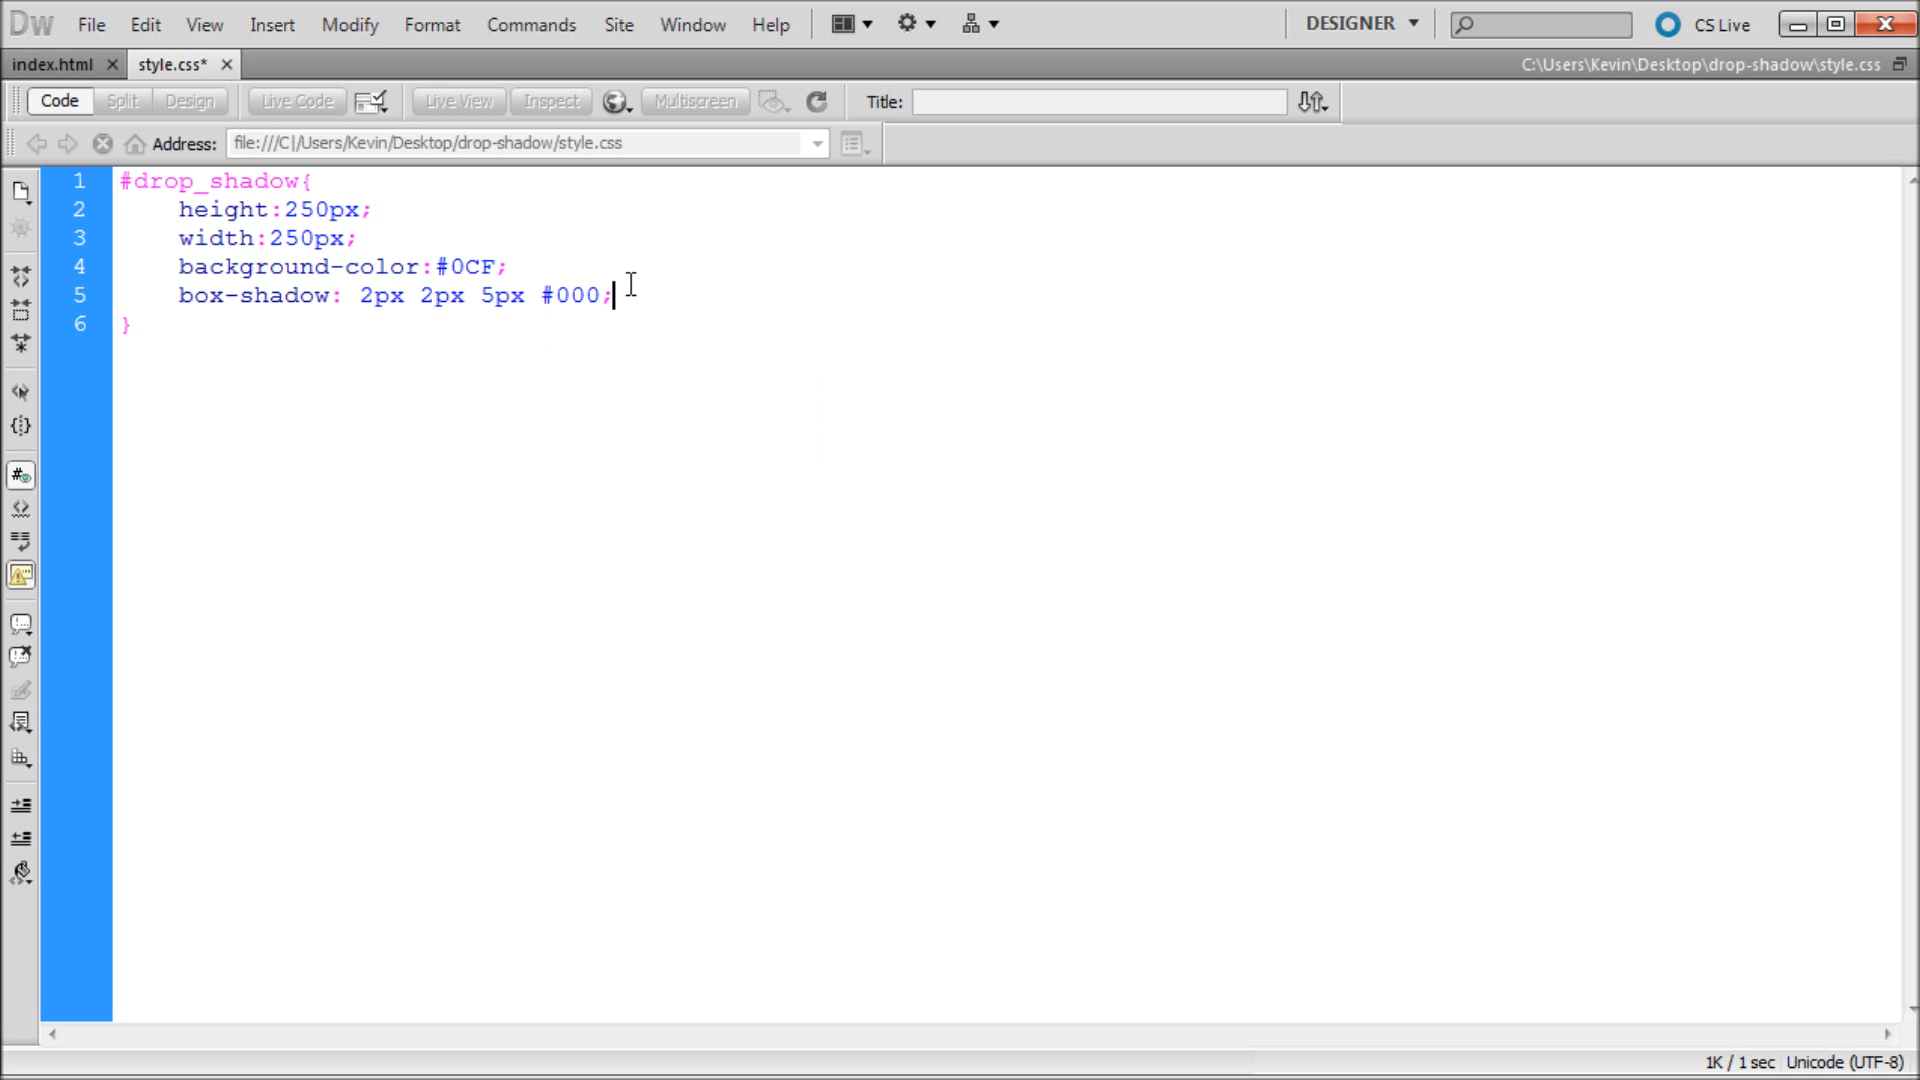 Dw File Edit View Insert Modify Format Commands Site Window Help DESIGNER CS Live
index.html style.css* C:\Users\Kevin\Desktop\drop-shadow\style.css
Code Split Design Live Code Live View Inspect Multiscreen Title:
Address: file:///C|/Users/Kevin/Desktop/drop-shadow/style.css
1 #drop_shadow{
2 height:250px;
3 width:250px;
4 background-color:#0CF;
5 box-shadow: 2px 2px 5px #000;
6 }
1K / 1 sec Unicode (UTF-8)